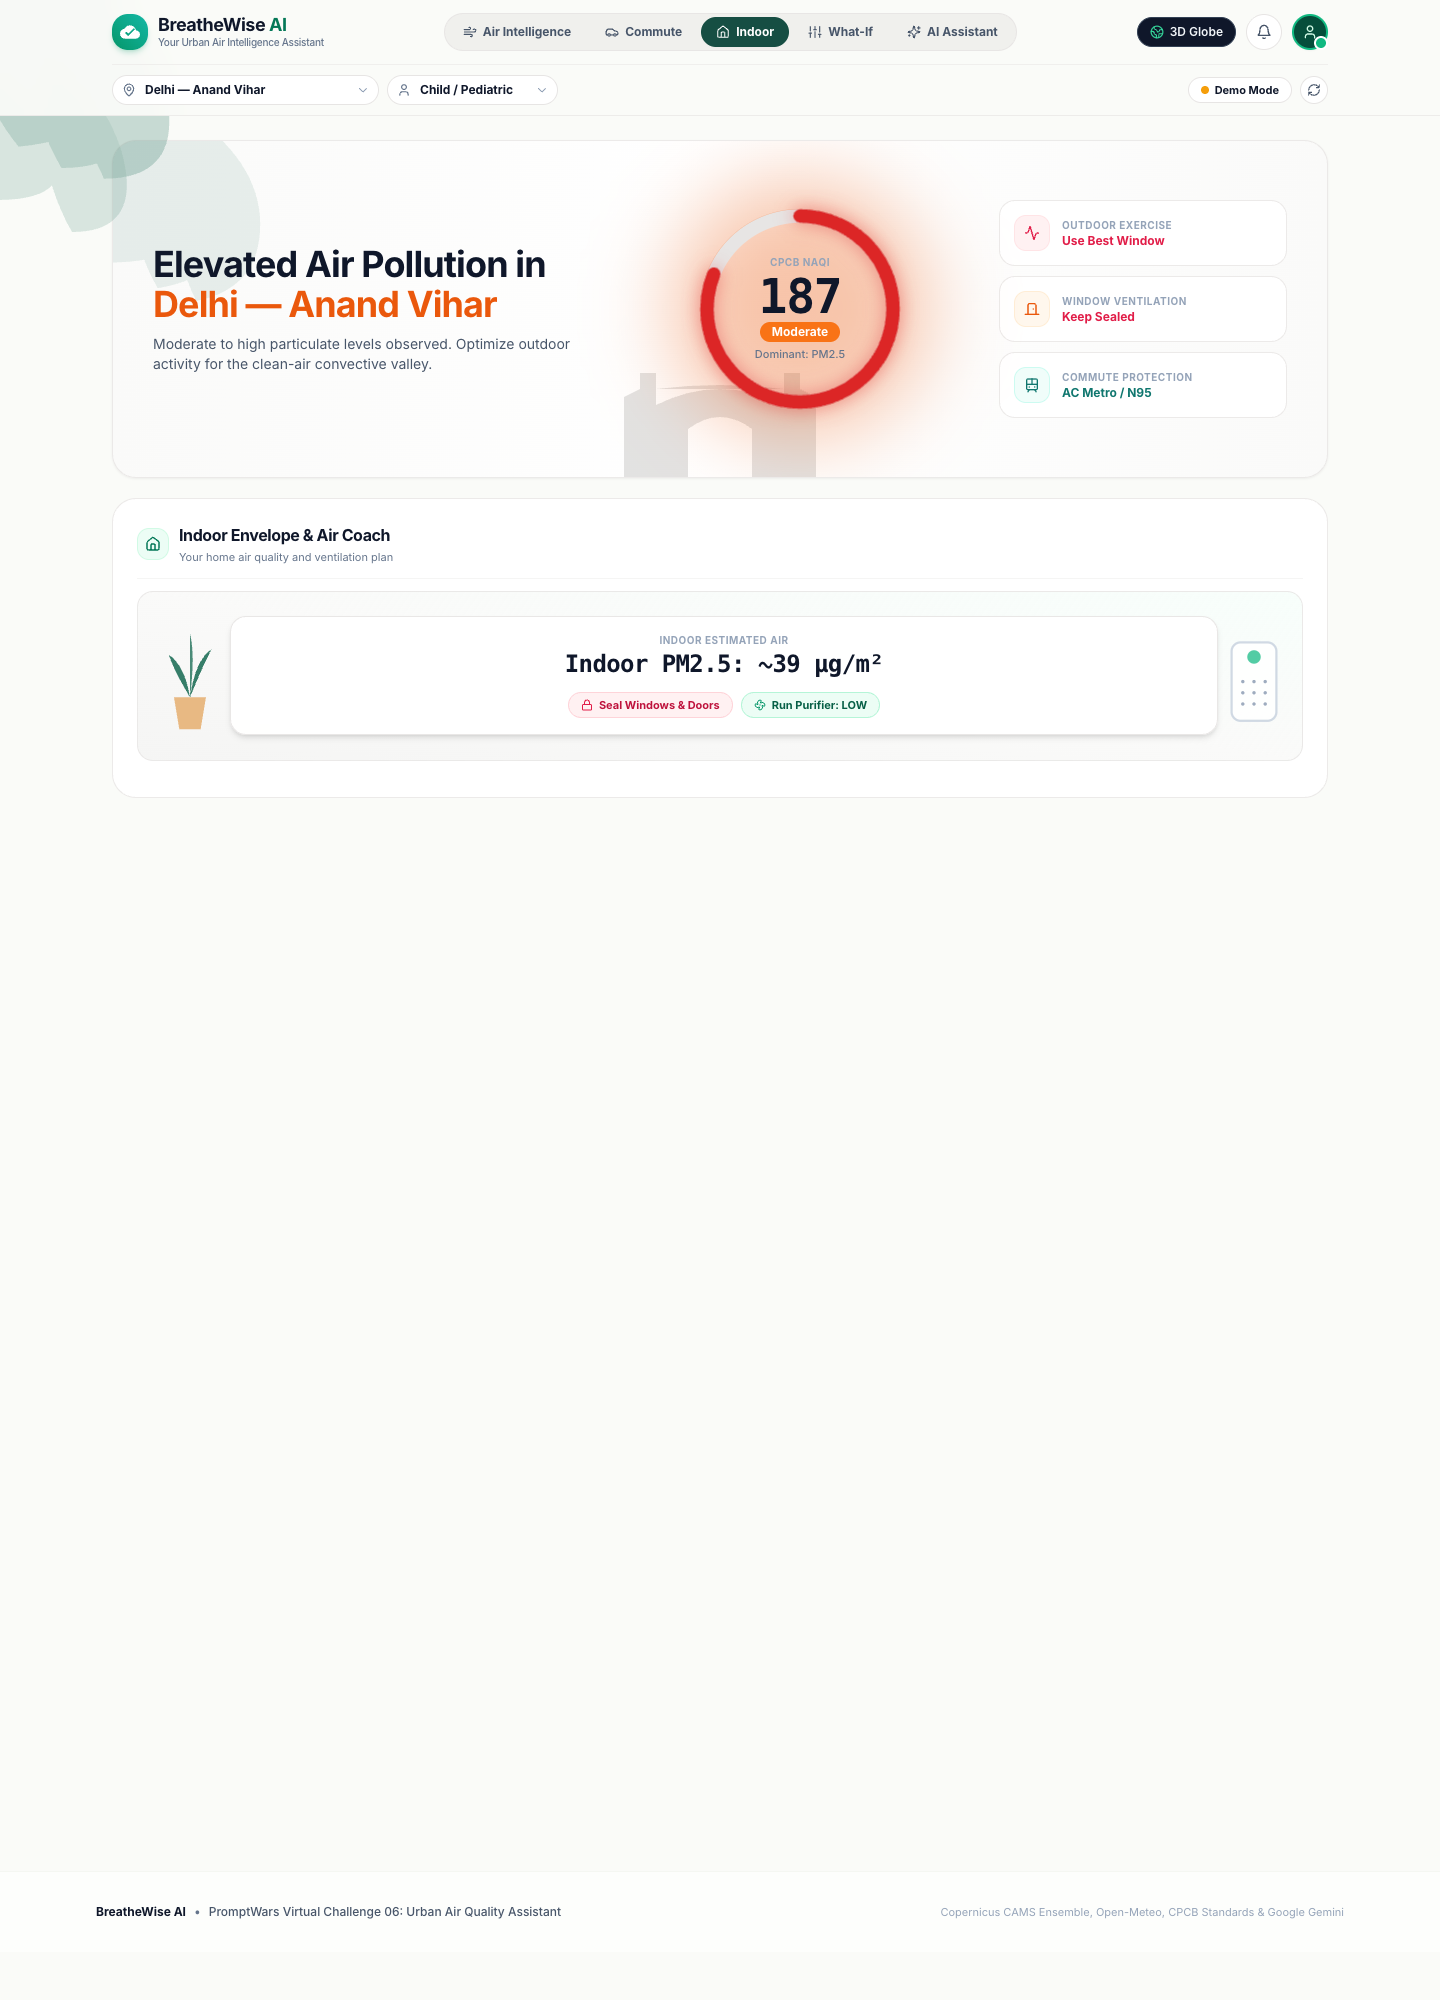 BreatheWise AI
Your Urban Air Intelligence Assistant
Air Intelligence
Commute
Indoor
What-If
AI Assistant
3D Globe
Delhi — Anand Vihar
Child / Pediatric
Demo Mode
Elevated Air Pollution in
Delhi — Anand Vihar
Moderate to high particulate levels observed. Optimize outdoor
activity for the clean-air convective valley.
CPCB NAQI
187
Moderate
Dominant: PM2.5
OUTDOOR EXERCISE
Use Best Window
WINDOW VENTILATION
Keep Sealed
COMMUTE PROTECTION
AC Metro / N95
Indoor Envelope & Air Coach
Your home air quality and ventilation plan
INDOOR ESTIMATED AIR
Indoor PM2.5: ~39 µg/m²
Seal Windows & Doors
Run Purifier: LOW
BreatheWise AI • PromptWars Virtual Challenge 06: Urban Air Quality Assistant
Copernicus CAMS Ensemble, Open-Meteo, CPCB Standards & Google Gemini